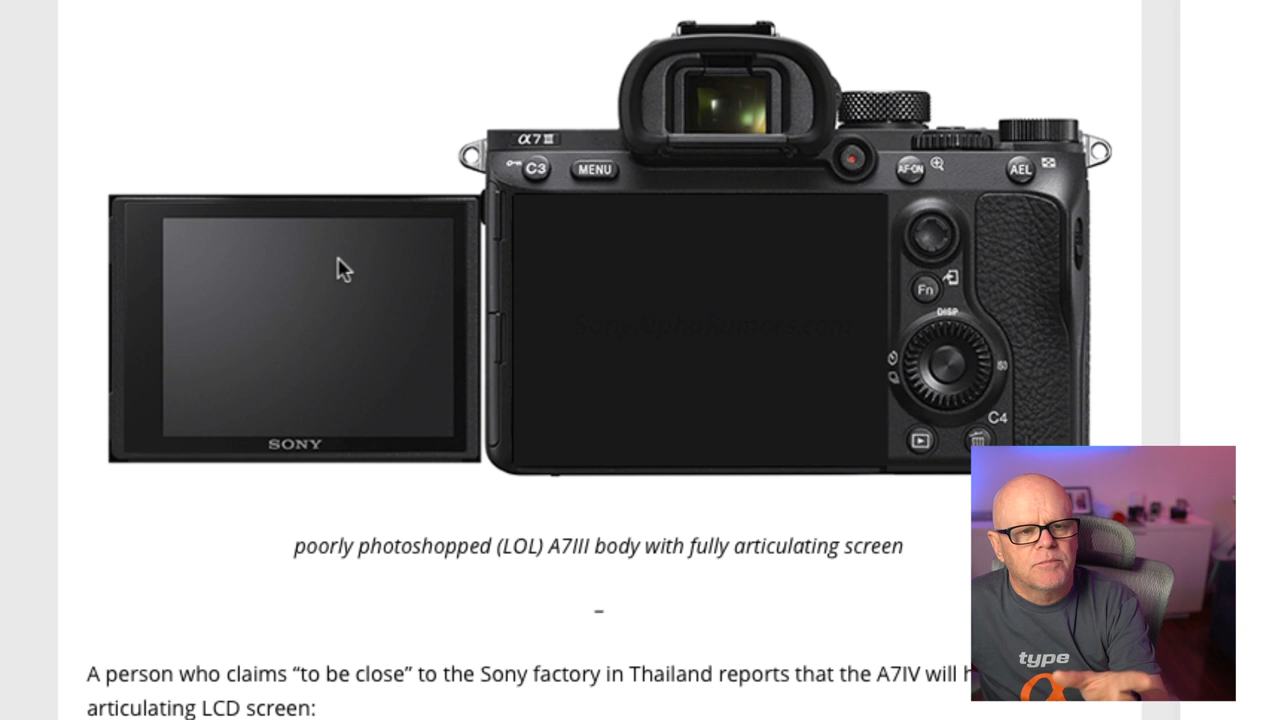 α7III
C3 MENU AF-ON AEL
SonyAlphaRumors.com
Fn
DISP
C4
SONY
poorly photoshopped (LOL) A7III body with fully articulating screen
–
A person who claims “to be close” to the Sony factory in Thailand reports that the A7IV will
articulating LCD screen:
type
α